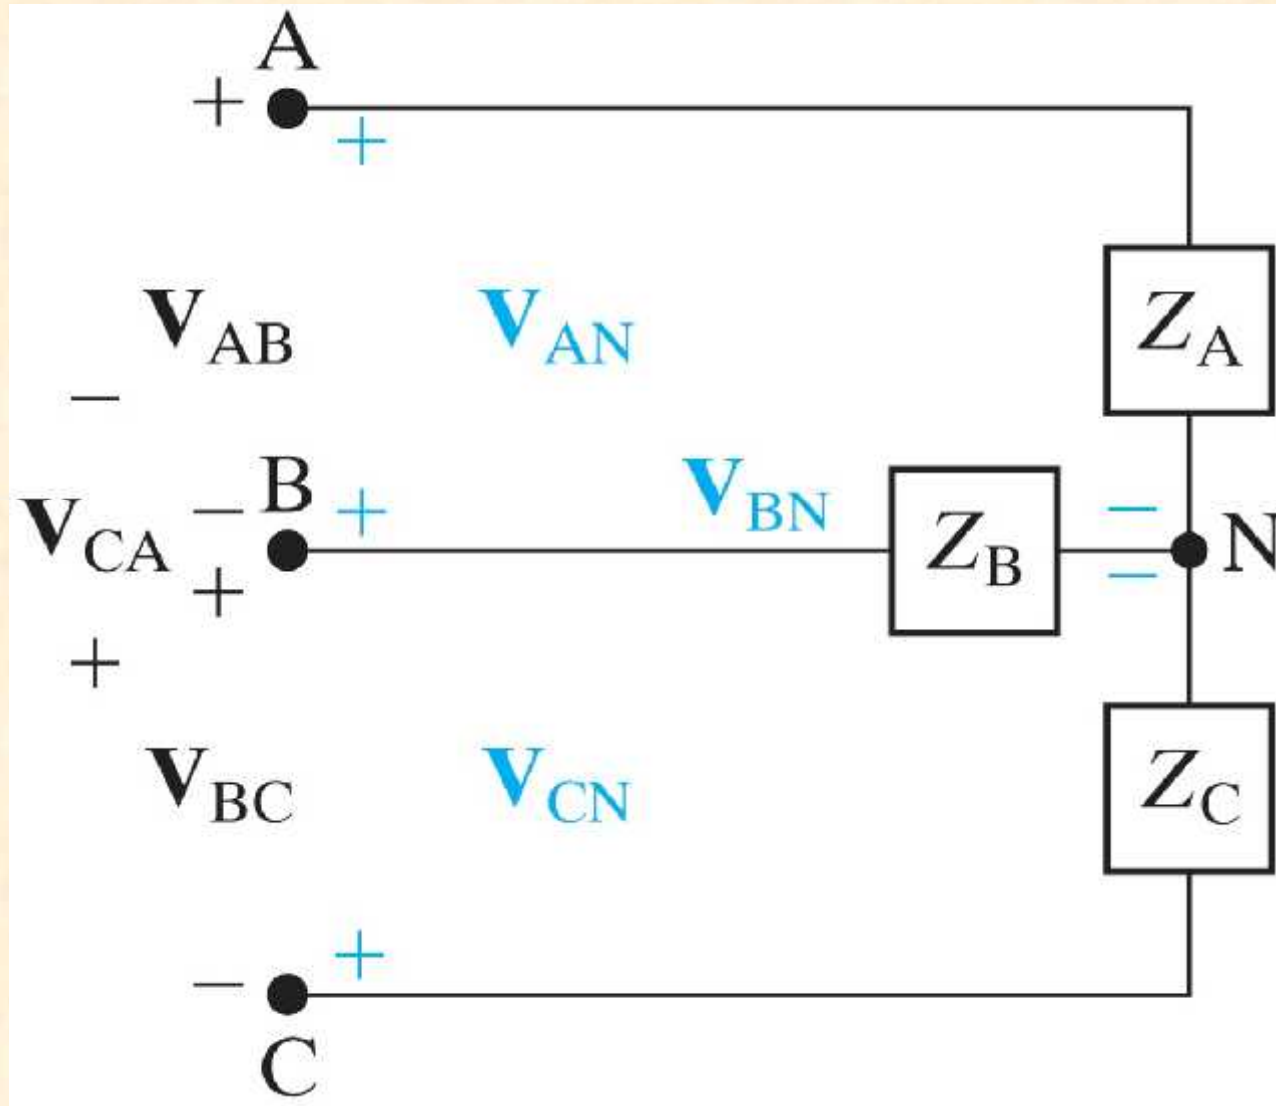 A
+
+
V_AB V_AN Z_A
−
B V_BN
V_CA − + Z_B − N
+ −
+
V_BC V_CN Z_C
+
−
C